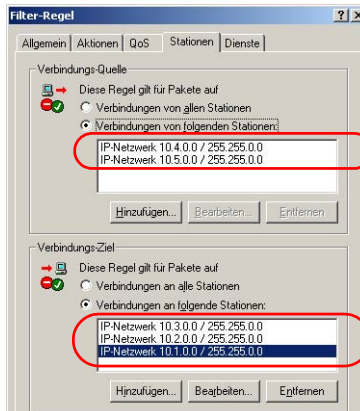 Filter-Regel
Allgemein Aktionen QoS Stationen Dienste
Verbindungs-Quelle
Diese Regel gilt für Pakete auf
Verbindungen von allen Stationen
Verbindungen von folgenden Stationen:
IP-Netzwerk 10.4.0.0 / 255.255.0.0
IP-Netzwerk 10.5.0.0 / 255.255.0.0
Hinzufügen... Bearbeiten... Entfernen
Verbindungs-Ziel
Diese Regel gilt für Pakete auf
Verbindungen an alle Stationen
Verbindungen an folgende Stationen:
IP-Netzwerk 10.3.0.0 / 255.255.0.0
IP-Netzwerk 10.2.0.0 / 255.255.0.0
IP-Netzwerk 10.1.0.0 / 255.255.0.0
Hinzufügen... Bearbeiten... Entfernen